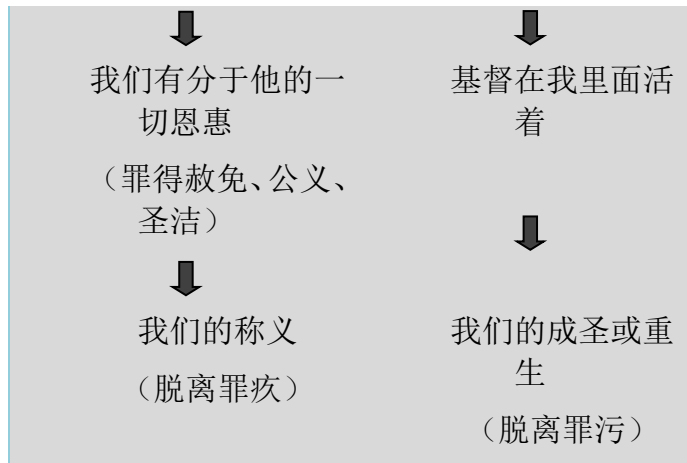 我们有分于他的一
切恩惠
（罪得赦免、公义、
圣洁）
我们的称义
（脱离罪疚）
基督在我里面活
着
我们的成圣或重
生
（脱离罪污）